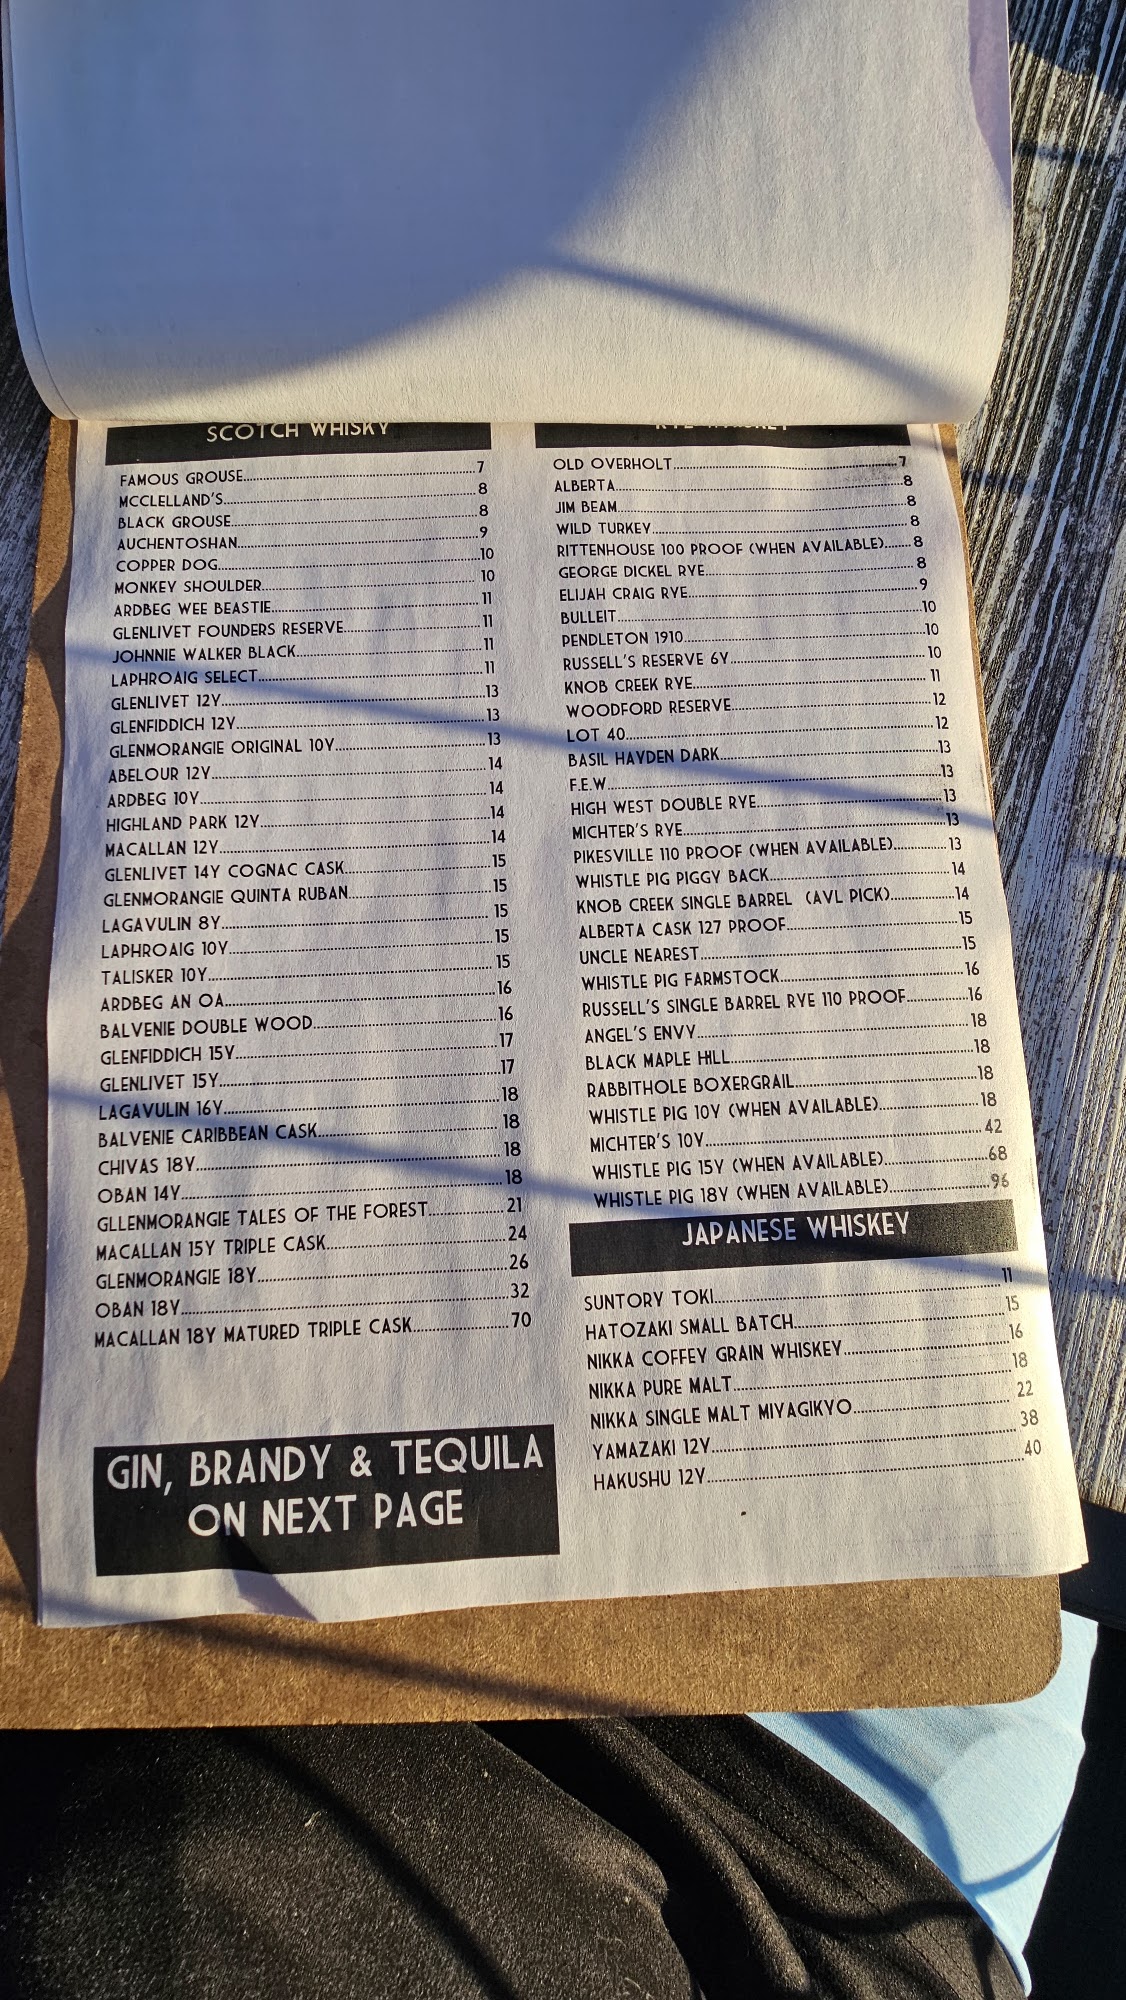 SCOTCH WHISKY
FAMOUS GROUSE 7
MCCLELLAND'S 8
BLACK GROUSE 8
AUCHENTOSHAN 9
COPPER DOG 10
MONKEY SHOULDER 10
ARDBEG WEE BEASTIE 11
GLENLIVET FOUNDERS RESERVE 11
JOHNNIE WALKER BLACK 11
LAPHROAIG SELECT 11
GLENLIVET 12Y 13
GLENFIDDICH 12Y 13
GLENMORANGIE ORIGINAL 10Y 13
ABELOUR 12Y 14
ARDBEG 10Y 14
HIGHLAND PARK 12Y 14
MACALLAN 12Y 14
GLENLIVET 14Y COGNAC CASK 15
GLENMORANGIE QUINTA RUBAN 15
LAGAVULIN 8Y 15
LAPHROAIG 10Y 15
TALISKER 10Y 15
ARDBEG AN OA 16
BALVENIE DOUBLE WOOD 16
GLENFIDDICH 15Y 17
GLENLIVET 15Y 17
LAGAVULIN 16Y 18
BALVENIE CARIBBEAN CASK 18
CHIVAS 18Y 18
OBAN 14Y 18
GLLENMORANGIE TALES OF THE FOREST 21
MACALLAN 15Y TRIPLE CASK 24
GLENMORANGIE 18Y 26
OBAN 18Y 32
MACALLAN 18Y MATURED TRIPLE CASK 70
GIN, BRANDY & TEQUILA
ON NEXT PAGE
RYE WHISKEY
OLD OVERHOLT 7
ALBERTA 8
JIM BEAM 8
WILD TURKEY 8
RITTENHOUSE 100 PROOF (WHEN AVAILABLE) 8
GEORGE DICKEL RYE 8
ELIJAH CRAIG RYE 9
BULLEIT 10
PENDLETON 1910 10
RUSSELL'S RESERVE 6Y 10
KNOB CREEK RYE 11
WOODFORD RESERVE 12
LOT 40 12
BASIL HAYDEN DARK 13
F.E.W 13
HIGH WEST DOUBLE RYE 13
MICHTER'S RYE 13
PIKESVILLE 110 PROOF (WHEN AVAILABLE) 13
WHISTLE PIG PIGGY BACK 14
KNOB CREEK SINGLE BARREL (AVL PICK) 14
ALBERTA CASK 127 PROOF 15
UNCLE NEAREST 15
WHISTLE PIG FARMSTOCK 16
RUSSELL'S SINGLE BARREL RYE 110 PROOF 16
ANGEL'S ENVY 18
BLACK MAPLE HILL 18
RABBITHOLE BOXERGRAIL 18
WHISTLE PIG 10Y (WHEN AVAILABLE) 18
MICHTER'S 10Y 42
WHISTLE PIG 15Y (WHEN AVAILABLE) 68
WHISTLE PIG 18Y (WHEN AVAILABLE) 96
JAPANESE WHISKEY
SUNTORY TOKI 11
HATOZAKI SMALL BATCH 15
NIKKA COFFEY GRAIN WHISKEY 16
NIKKA PURE MALT 18
NIKKA SINGLE MALT MIYAGIKYO 22
YAMAZAKI 12Y 38
HAKUSHU 12Y 40